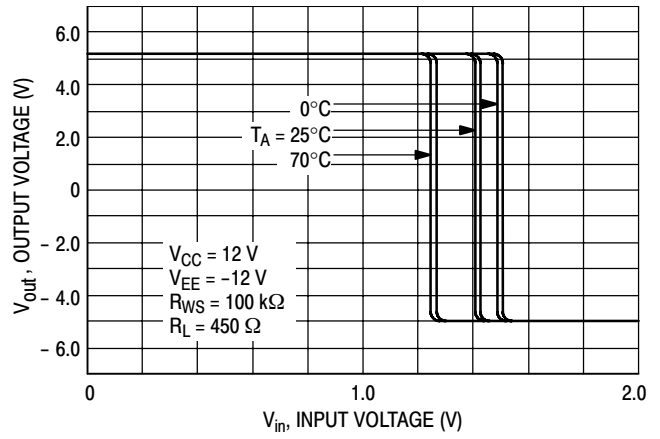 V_out, OUTPUT VOLTAGE (V)
6.0
4.0
2.0
0
– 2.0
– 4.0
– 6.0
0°C
T_A = 25°C
70°C
V_CC = 12 V
V_EE = –12 V
R_WS = 100 kΩ
R_L = 450 Ω
0
1.0
2.0
V_in, INPUT VOLTAGE (V)